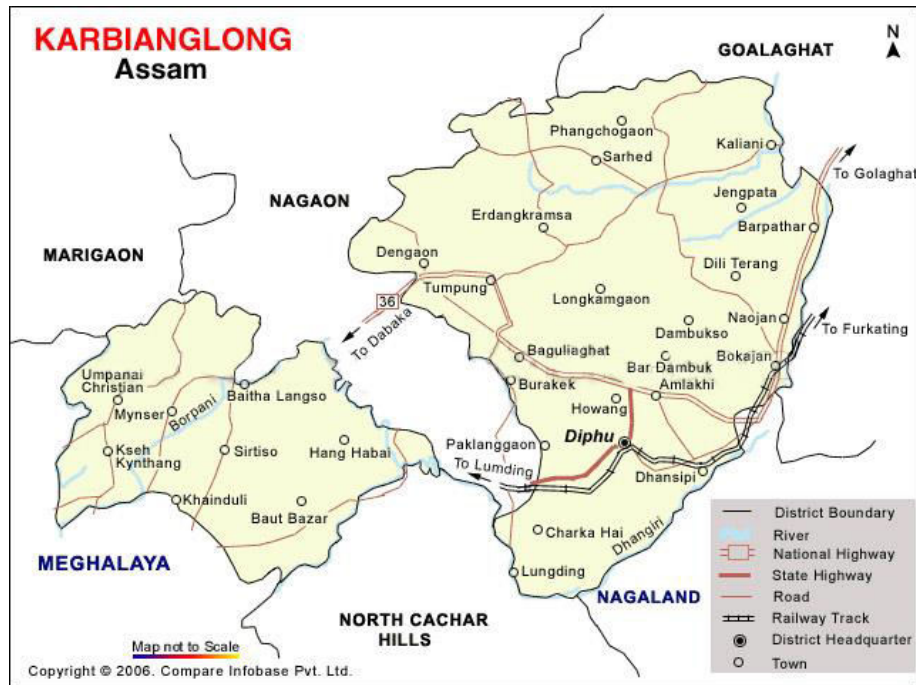 KARBIANGLONG
Assam
N
GOALAGHAT
Phangchogaon
Kaliani
Sarhed
To Golaghat
NAGAON
Jengpata
Erdangkramsa
Barpathar
MARIGAON
Dengaon
Dili Terang
Tumpung
Longkamgaon
36
Naojan
To Furkating
To Dabaka
Dambukso
Baguliaghat
Bokajan
Bar Dambuk
Umpanai
Christian
Burakek
Amlakhi
Baitha Langso
Howang
Mynser
Borpani
Diphu
Paklanggaon
Hang Habai
Kseh
Kynthang
Sirtiso
To Lumding
Dhansipi
Khainduli
Baut Bazar
Charka Hai
Dhangiri
MEGHALAYA
Lungding
NAGALAND
NORTH CACHAR
HILLS
District Boundary
River
National Highway
State Highway
Road
Railway Track
District Headquarter
Town
Map not to Scale
Copyright © 2006. Compare Infobase Pvt. Ltd.